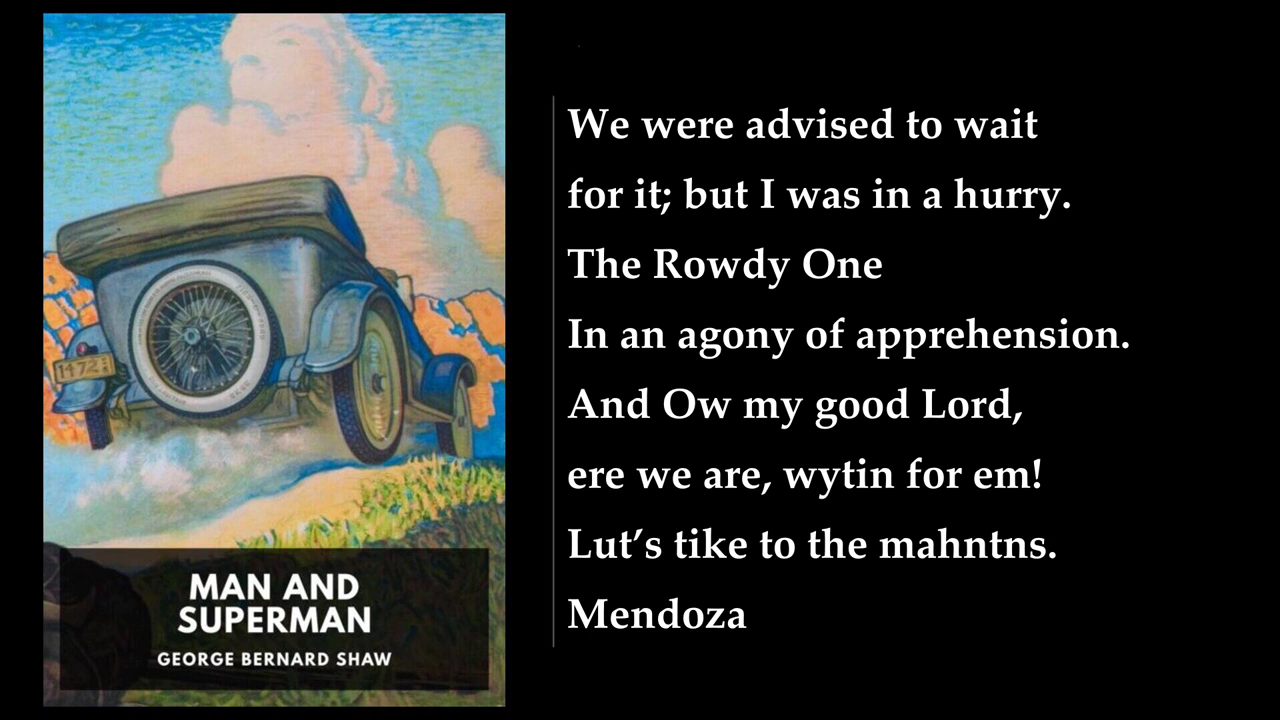 1472
MAN AND
SUPERMAN
GEORGE BERNARD SHAW
We were advised to wait
for it; but I was in a hurry.
The Rowdy One
In an agony of apprehension.
And Ow my good Lord,
ere we are, wytin for em!
Lut’s tike to the mahntns.
Mendoza